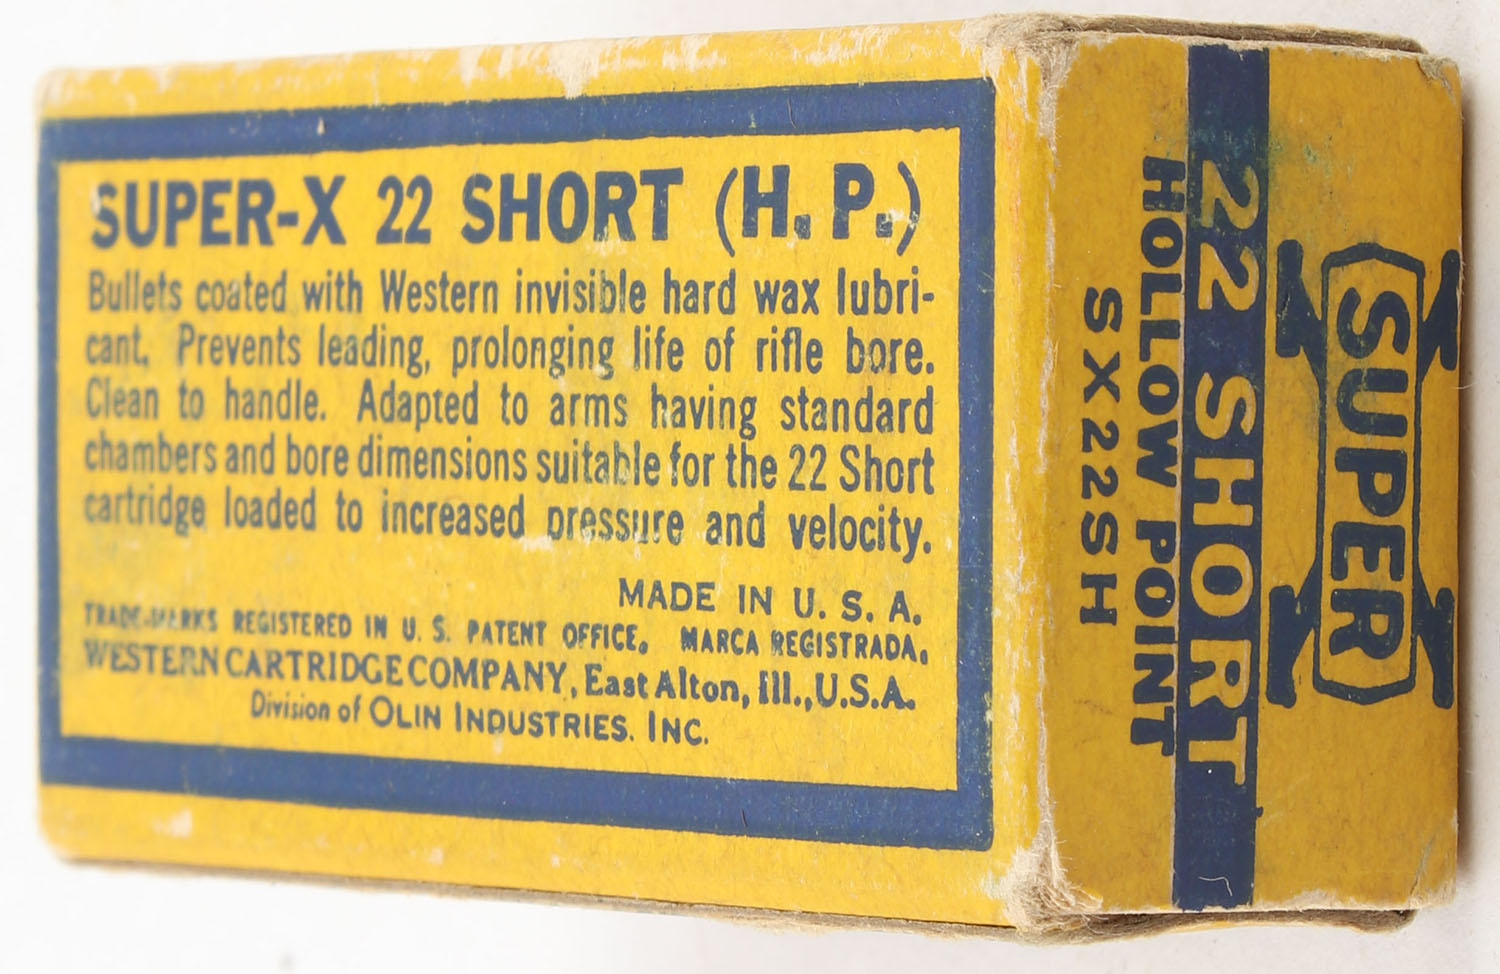 SUPER-X 22 SHORT (H. P.)
Bullets coated with Western invisible hard wax lubri-
cant. Prevents leading, prolonging life of rifle bore.
Clean to handle. Adapted to arms having standard
chambers and bore dimensions suitable for the 22 Short
cartridge loaded to increased pressure and velocity.
MADE IN U. S. A.
TRADE-MARKS REGISTERED IN U. S. PATENT OFFICE. MARCA REGISTRADA.
WESTERN CARTRIDGE COMPANY, East Alton, Ill., U.S.A.
Division of OLIN INDUSTRIES. INC.
SUPER X
22 SHORT
HOLLOW POINT
SX22SH